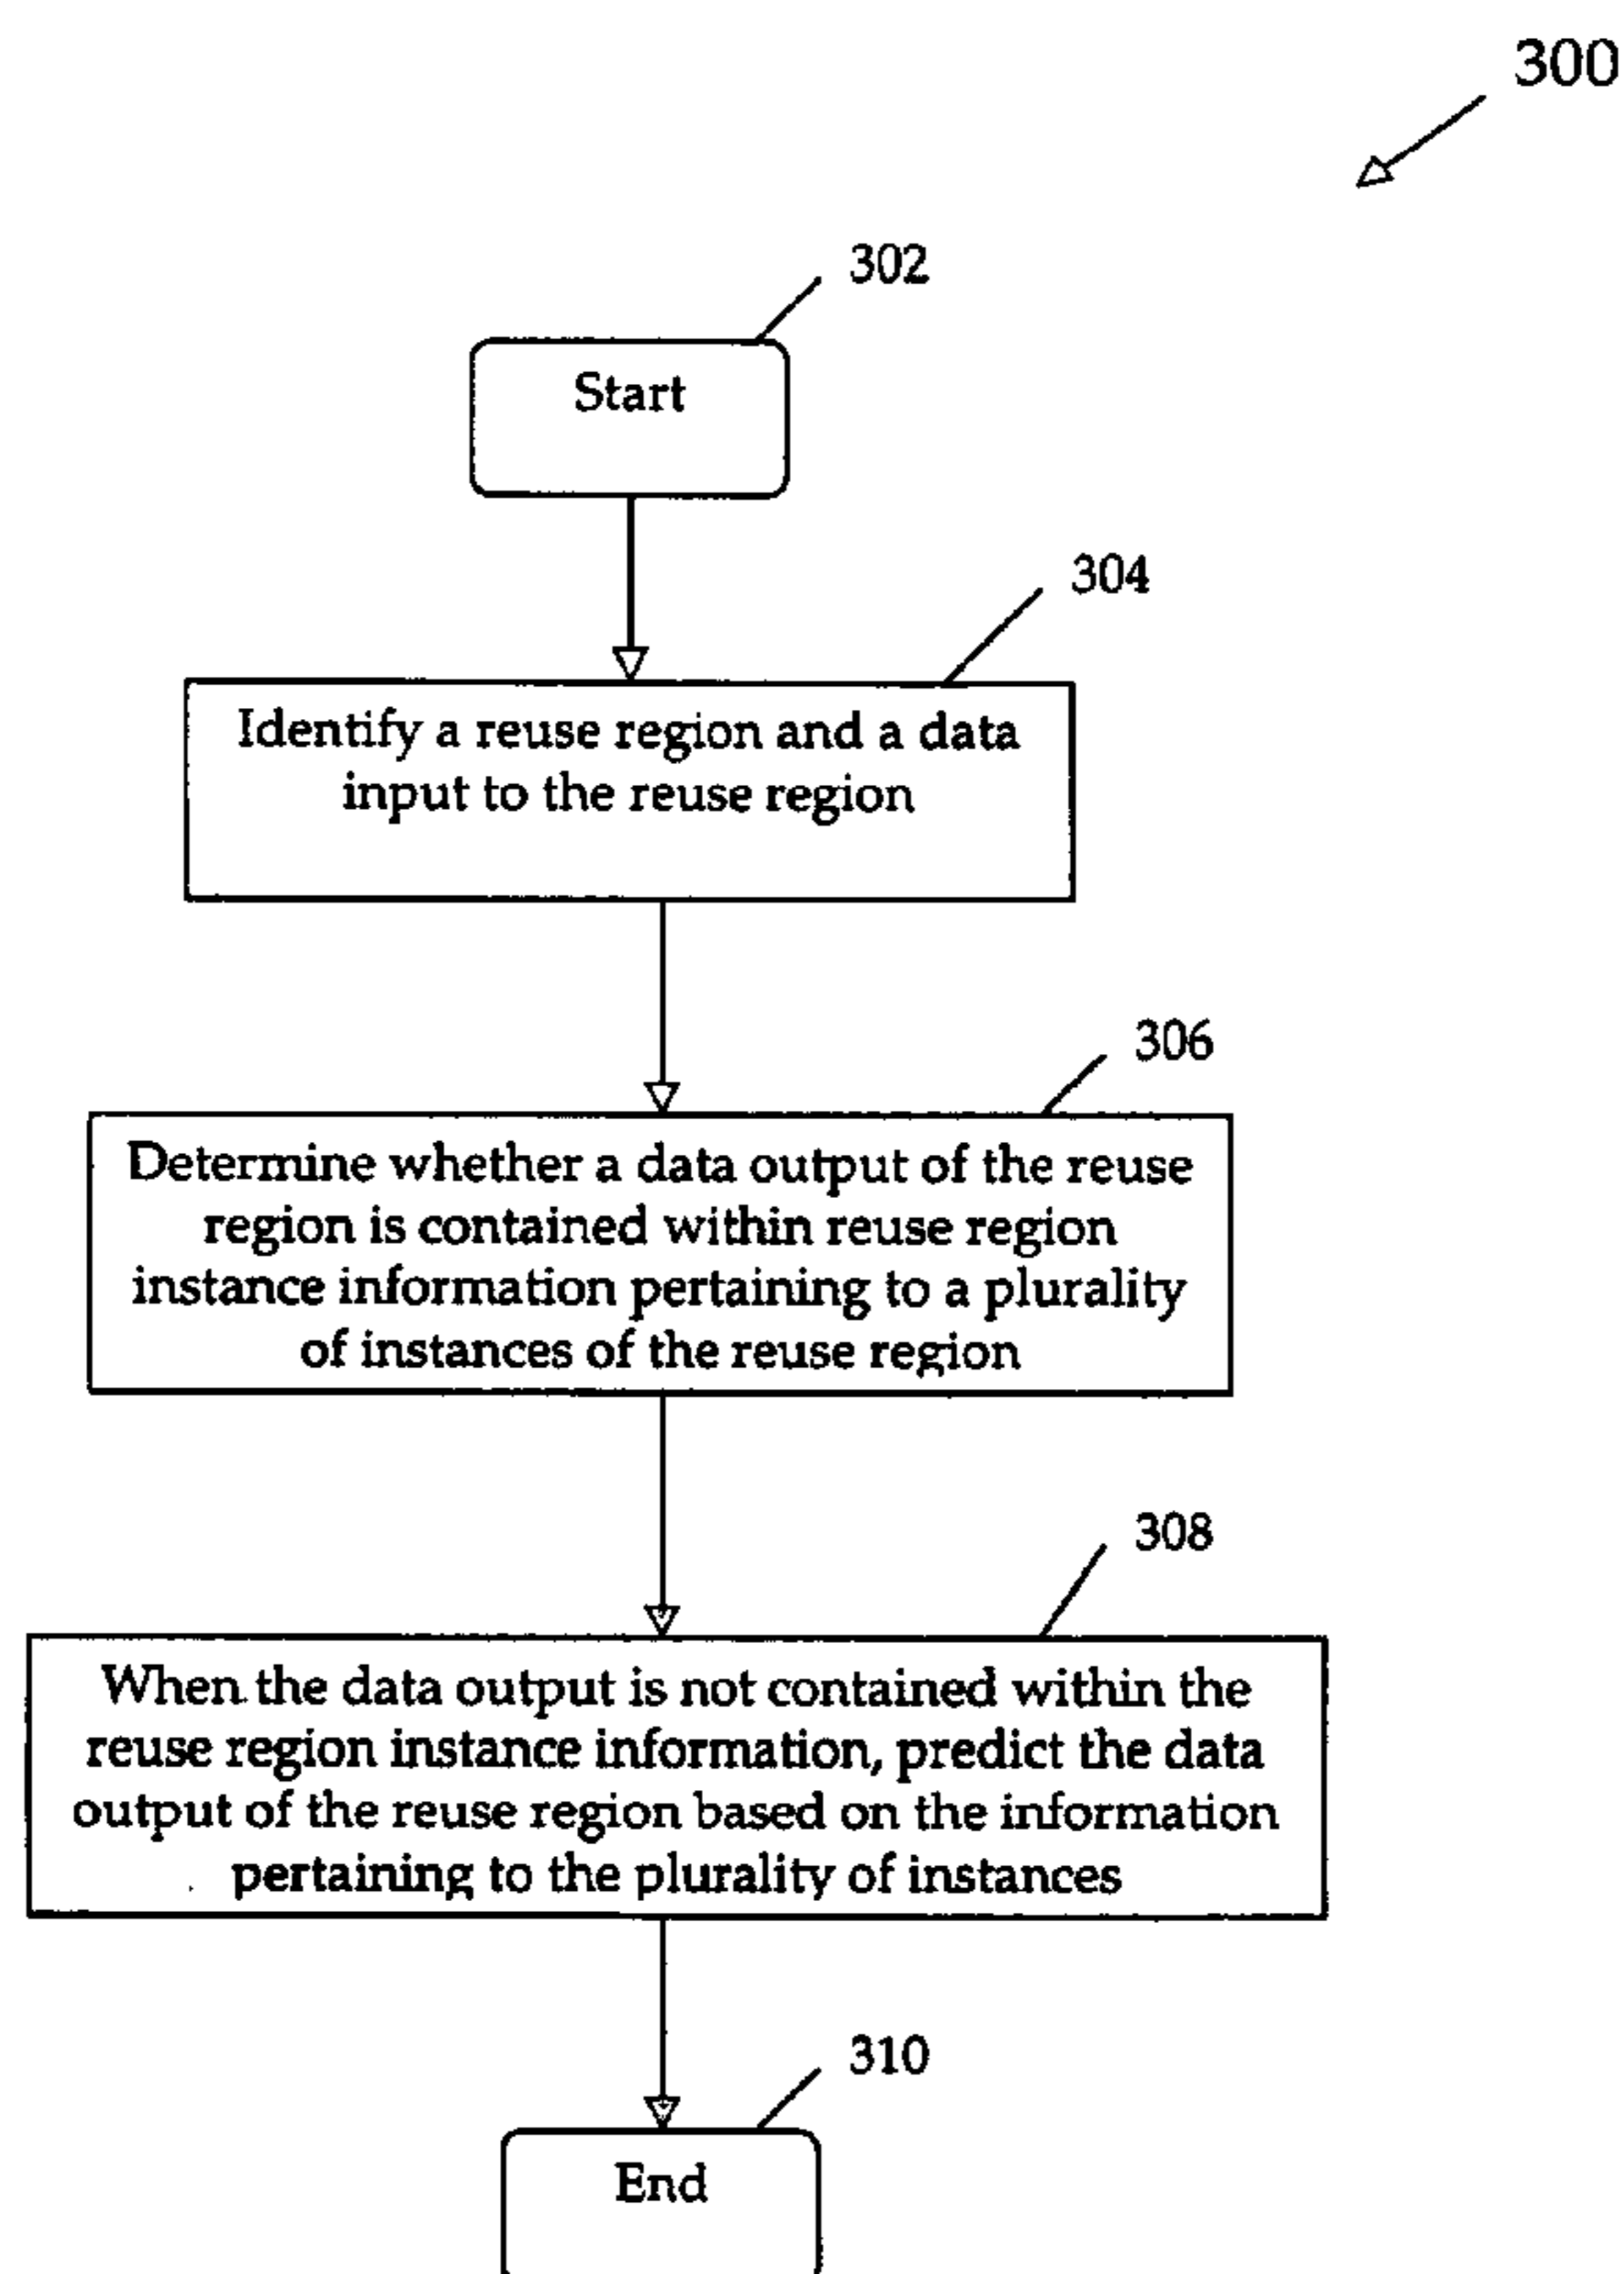 300
302
Start
304
Identify a reuse region and a data
input to the reuse region
306
Determine whether a data output of the reuse
region is contained within reuse region
instance information pertaining to a plurality
of instances of the reuse region
308
When the data output is not contained within the
reuse region instance information, predict the data
output of the reuse region based on the information
pertaining to the plurality of instances
310
End